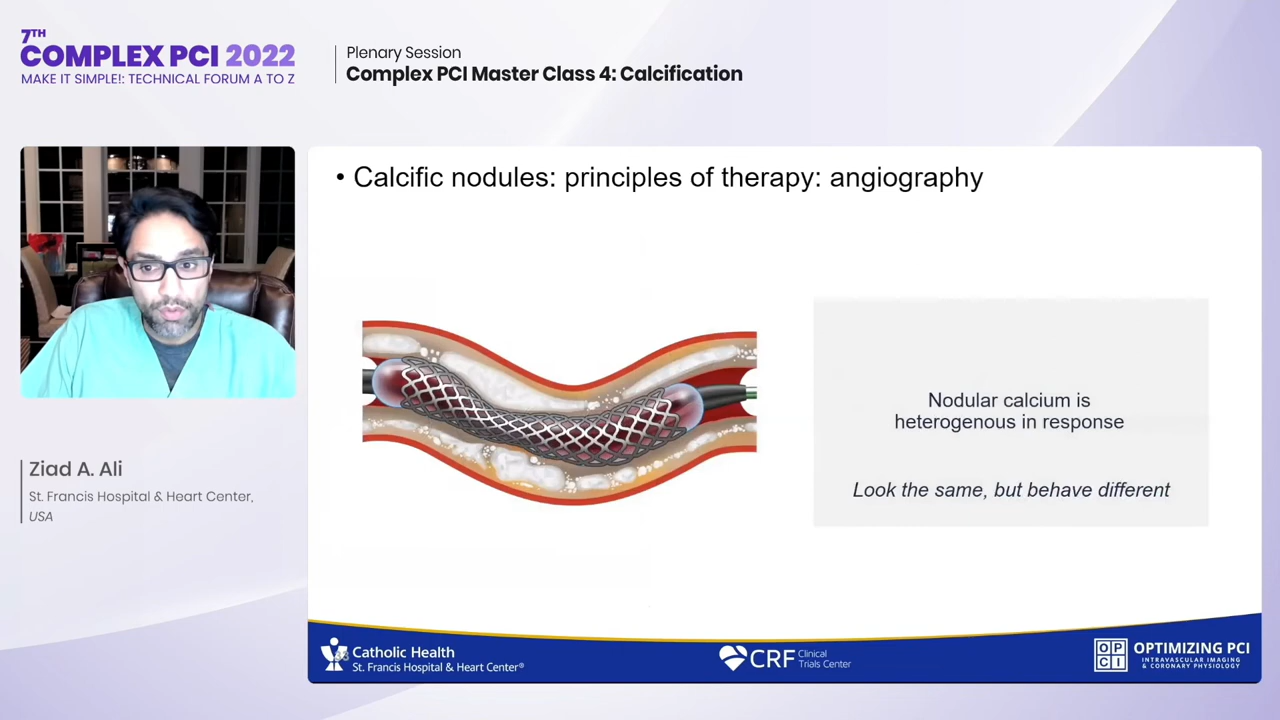 7TH
COMPLEX PCI 2022
MAKE IT SIMPLE!: TECHNICAL FORUM A TO Z
Plenary Session
Complex PCI Master Class 4: Calcification
• Calcific nodules: principles of therapy: angiography
Nodular calcium is
heterogenous in response
Look the same, but behave different
Ziad A. Ali
St. Francis Hospital & Heart Center,
USA
Catholic Health
St. Francis Hospital & Heart Center®
CRF Clinical
Trials Center
OP
CI
OPTIMIZING PCI
INTRAVASCULAR IMAGING
& CORONARY PHYSIOLOGY